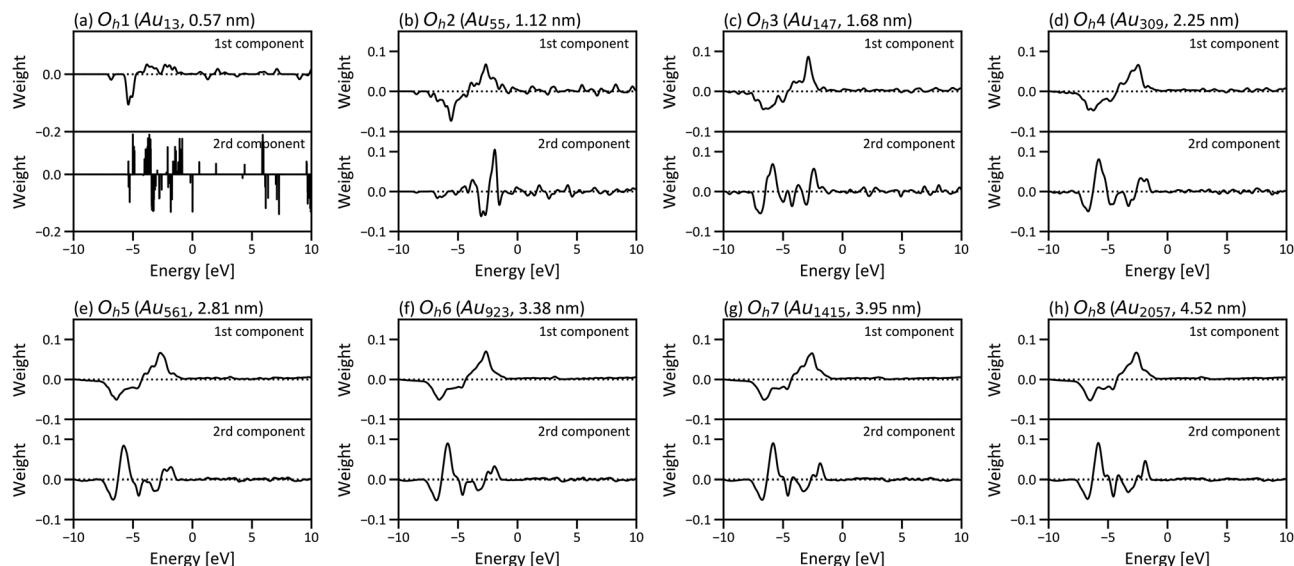 (a) Oh1 (Au13, 0.57 nm)
1st component
Weight
0.0
−0.2
2rd component
Weight
0.0
−0.2
−10 −5 0 5 10
Energy [eV]
(b) Oh2 (Au55, 1.12 nm)
1st component
Weight
0.1
0.0
−0.1
2rd component
Weight
0.1
0.0
−0.1
−10 −5 0 5 10
Energy [eV]
(c) Oh3 (Au147, 1.68 nm)
1st component
Weight
0.1
0.0
−0.1
2rd component
Weight
0.1
0.0
−0.1
−10 −5 0 5 10
Energy [eV]
(d) Oh4 (Au309, 2.25 nm)
1st component
Weight
0.1
0.0
−0.1
2rd component
Weight
0.1
0.0
−0.1
−10 −5 0 5 10
Energy [eV]
(e) Oh5 (Au561, 2.81 nm)
1st component
Weight
0.1
0.0
−0.1
2rd component
Weight
0.1
0.0
−0.1
−10 −5 0 5 10
Energy [eV]
(f) Oh6 (Au923, 3.38 nm)
1st component
Weight
0.1
0.0
−0.1
2rd component
Weight
0.1
0.0
−0.1
−10 −5 0 5 10
Energy [eV]
(g) Oh7 (Au1415, 3.95 nm)
1st component
Weight
0.1
0.0
−0.1
2rd component
Weight
0.1
0.0
−0.1
−10 −5 0 5 10
Energy [eV]
(h) Oh8 (Au2057, 4.52 nm)
1st component
Weight
0.1
0.0
−0.1
2rd component
Weight
0.1
0.0
−0.1
−10 −5 0 5 10
Energy [eV]